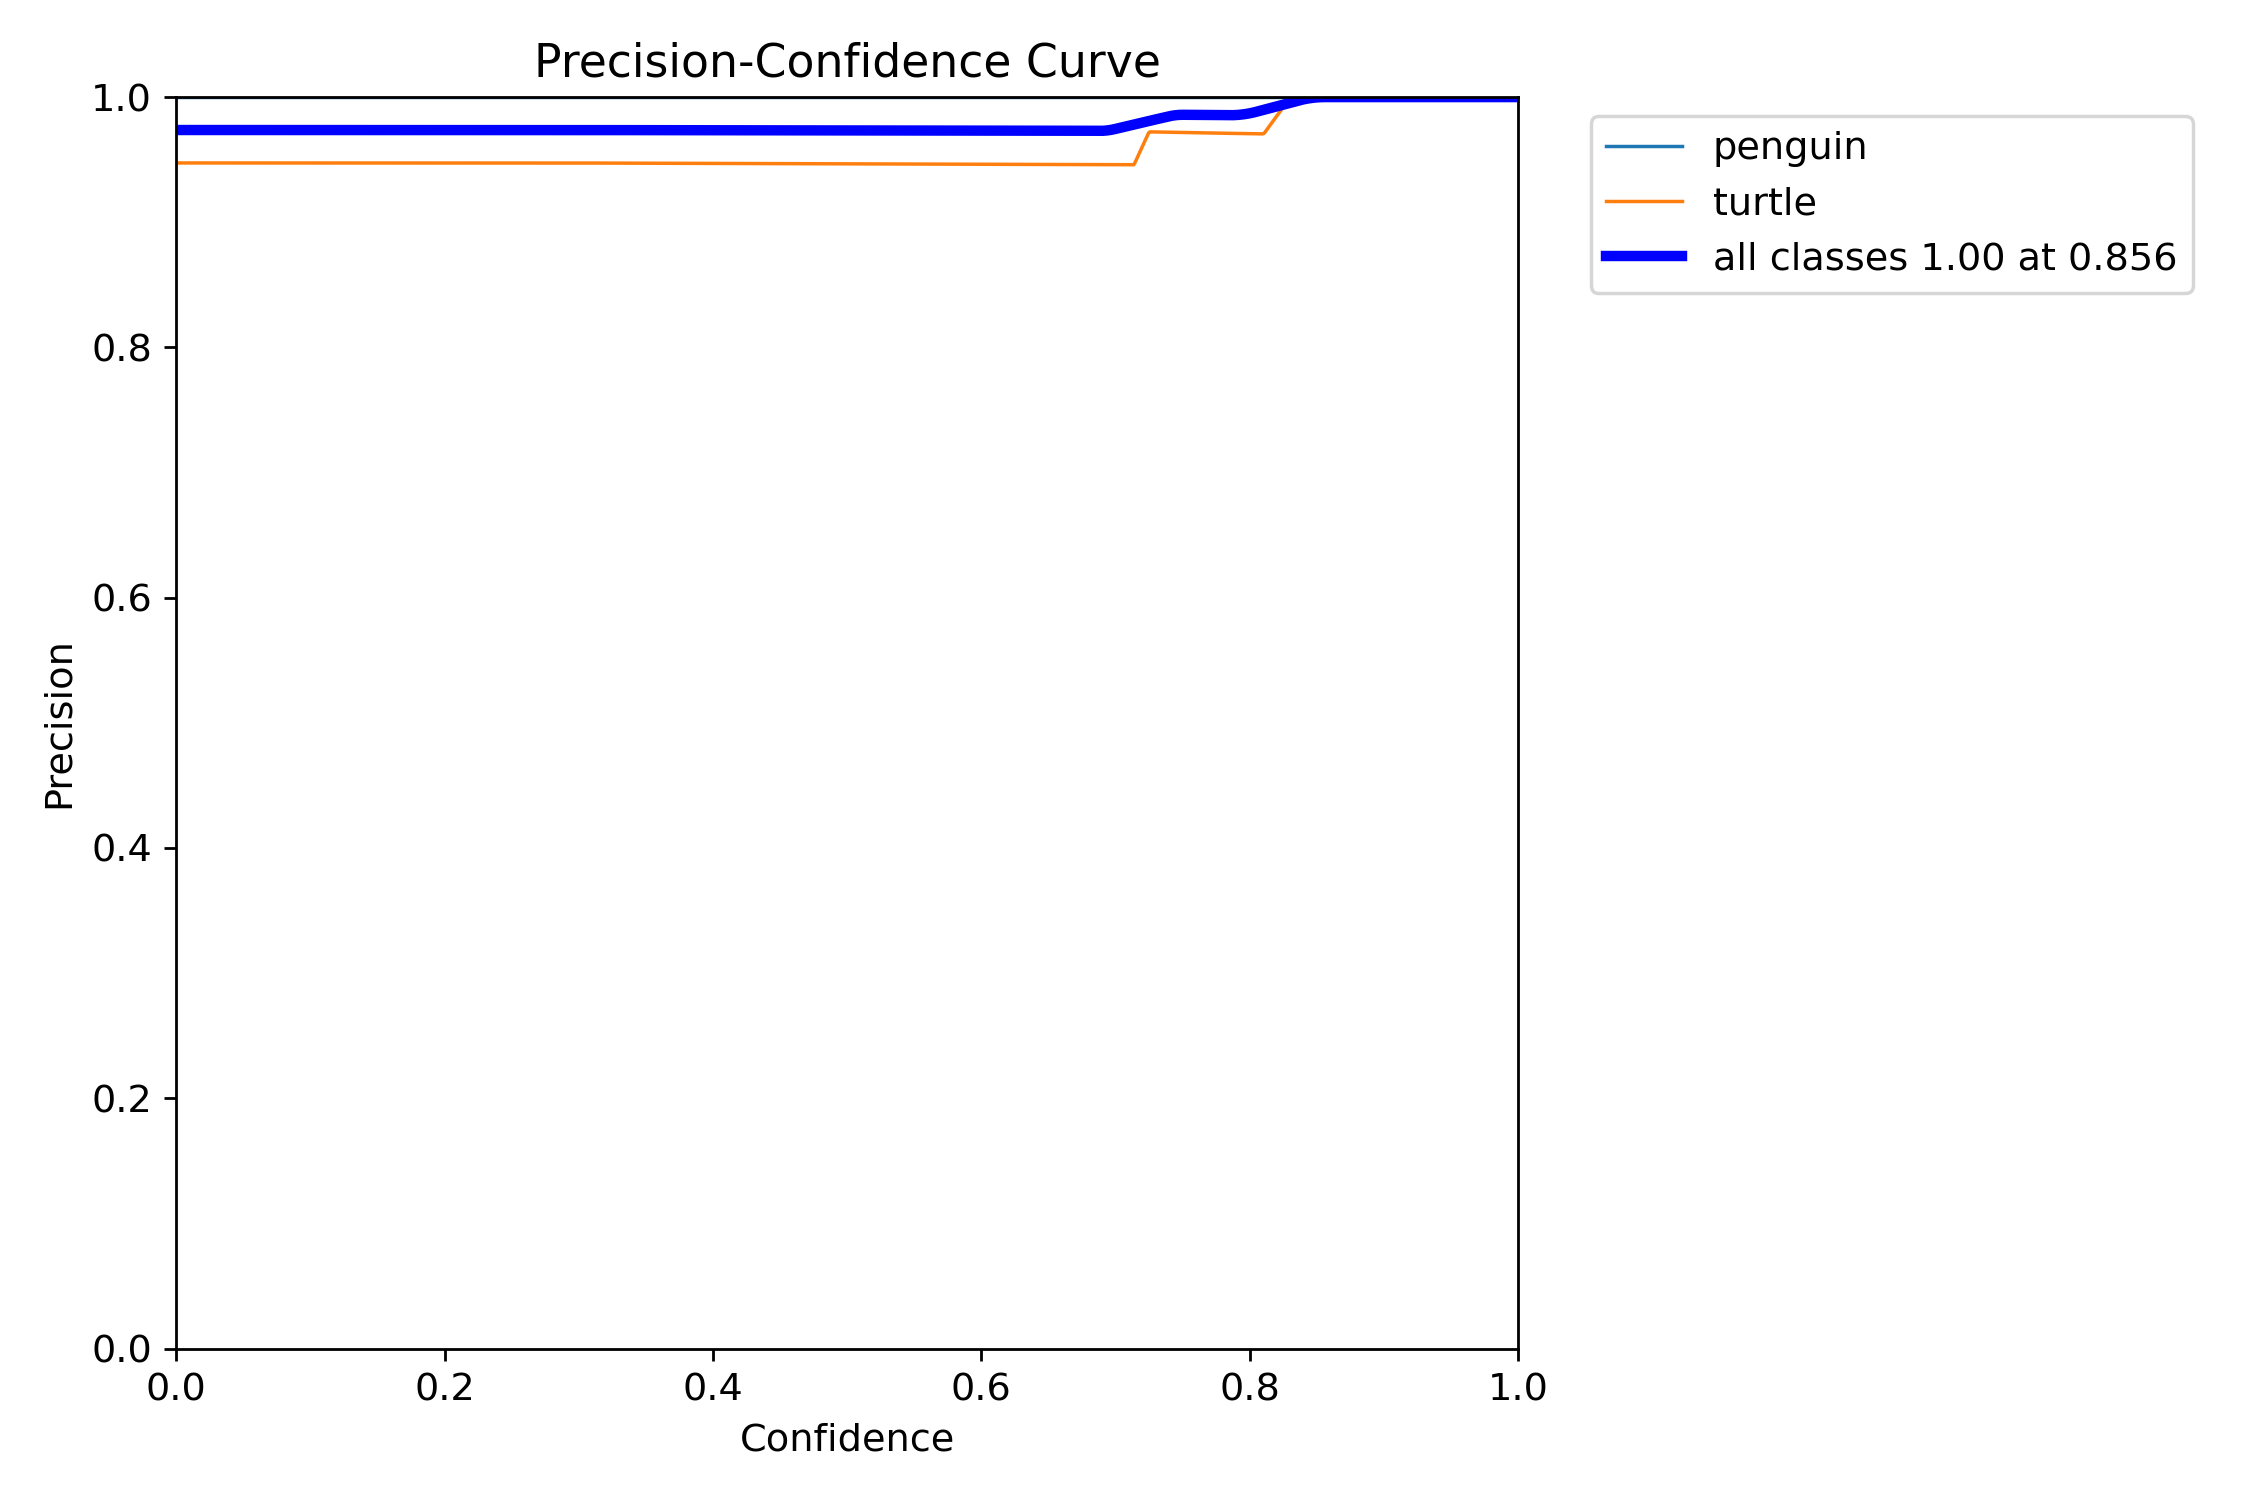 Precision-Confidence Curve
1.0
0.8
0.6
0.4
0.2
0.0
Precision
0.0 0.2 0.4 0.6 0.8 1.0
Confidence
penguin
turtle
all classes 1.00 at 0.856